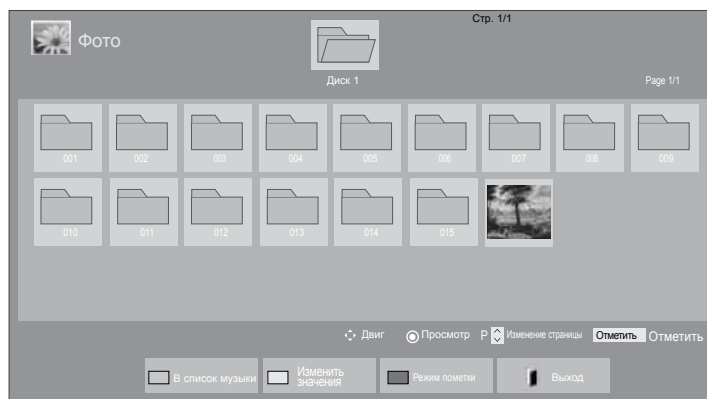 Стр. 1/1
Фото
Диск 1
Page 1/1
001 002 003 004 005 006 007 008 009
010 011 012 013 014 015
Двиг Просмотр P Изменение страницы Отметить Отметить
В список музыки Изменить значения Режим пометки Выход